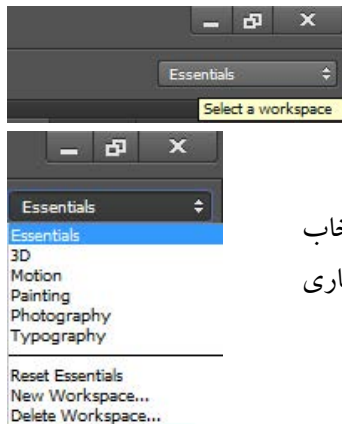 Essentials
Select a workspace
Essentials
Essentials
3D
Motion
Painting
Photography
Typography
Reset Essentials
New Workspace...
Delete Workspace...